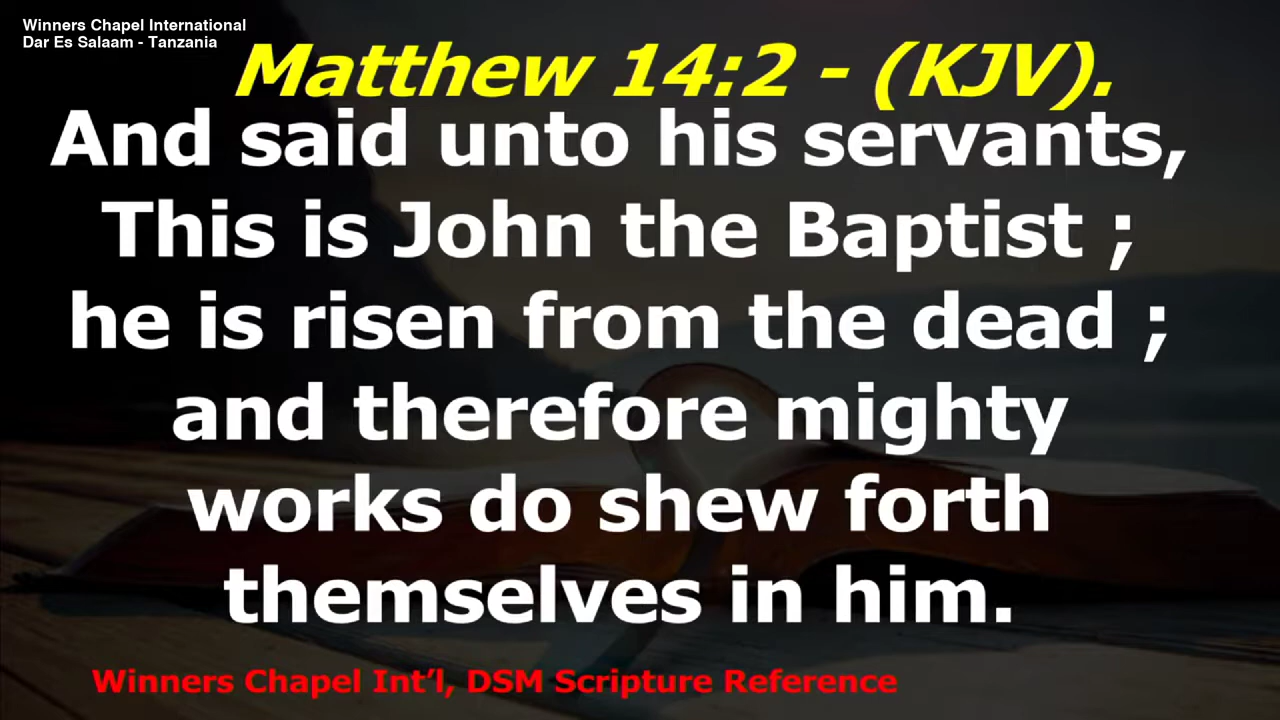 Winners Chapel International
Dar Es Salaam - Tanzania
Matthew 14:2 - (KJV).
And said unto his servants,
This is John the Baptist ;
he is risen from the dead ;
and therefore mighty
works do shew forth
themselves in him.
Winners Chapel Int’l, DSM Scripture Reference